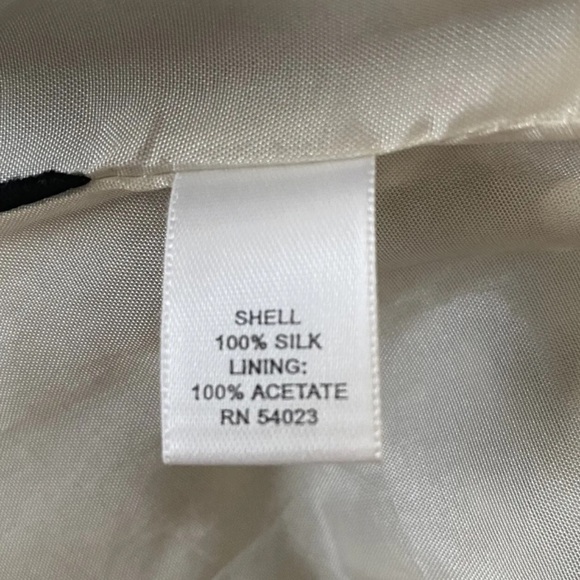 SHELL
100% SILK
LINING:
100% ACETATE
RN 54023